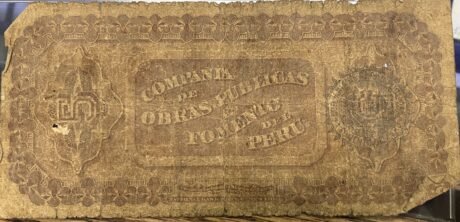 COMPAÑIA
DE
OBRAS PUBLICAS
Y
FOMENTO
DEL
PERU